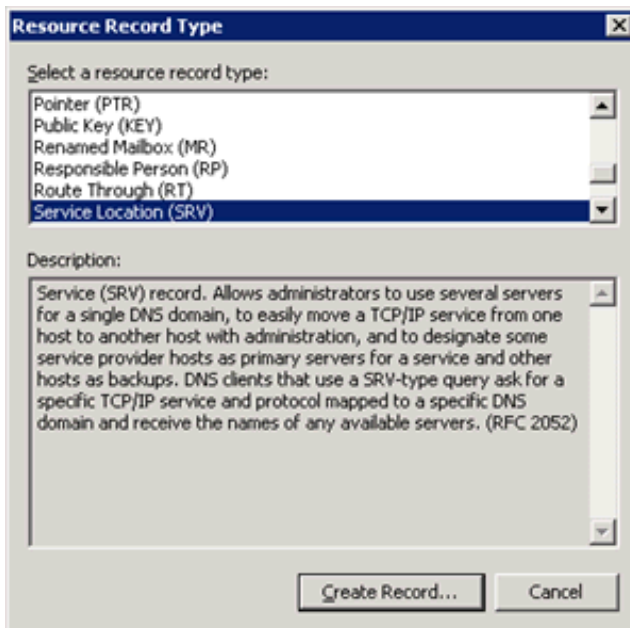 Resource Record Type
Select a resource record type:
Pointer (PTR)
Public Key (KEY)
Renamed Mailbox (MR)
Responsible Person (RP)
Route Through (RT)
Service Location (SRV)
Description:
Service (SRV) record. Allows administrators to use several servers
for a single DNS domain, to easily move a TCP/IP service from one
host to another host with administration, and to designate some
service provider hosts as primary servers for a service and other
hosts as backups. DNS clients that use a SRV-type query ask for a
specific TCP/IP service and protocol mapped to a specific DNS
domain and receive the names of any available servers. (RFC 2052)
Create Record...
Cancel